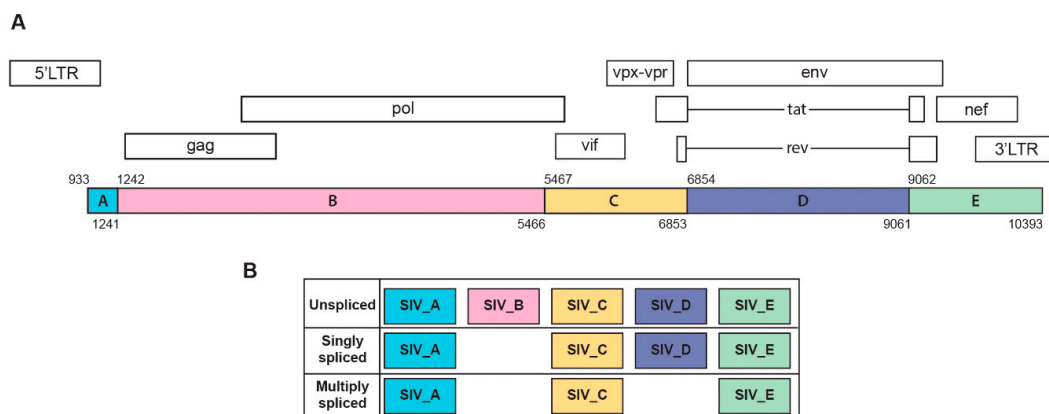 A
5'LTR
vpx-vpr
env
pol
tat
nef
gag
vif
rev
3'LTR
933
1242
5467
6854
9062
A
B
C
D
E
1241
5466
6853
9061
10393
B
Unspliced
SIV_A
SIV_B
SIV_C
SIV_D
SIV_E
Singly
spliced
SIV_A
SIV_C
SIV_D
SIV_E
Multiply
spliced
SIV_A
SIV_C
SIV_E